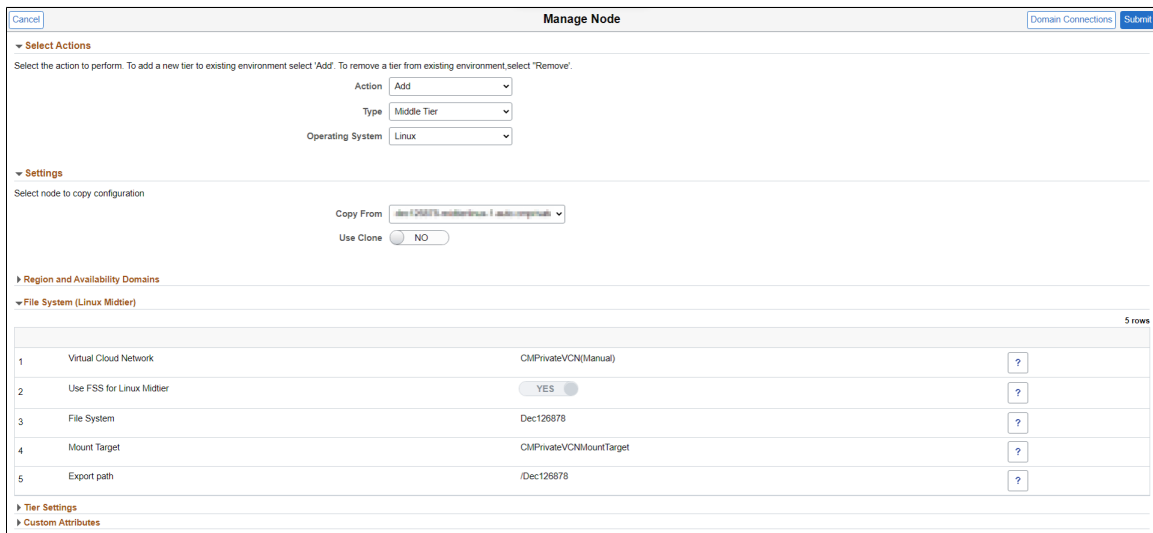 Cancel
Manage Node
Domain Connections
Submit
Select Actions
Select the action to perform. To add a new tier to existing environment select 'Add'. To remove a tier from existing environment,select "Remove'.
Action Add
Type Middle Tier
Operating System Linux
Settings
Select node to copy configuration
Copy From
Use Clone NO
Region and Availability Domains
File System (Linux Midtier)
5 rows
1 Virtual Cloud Network CMPrivateVCN(Manual) ?
2 Use FSS for Linux Midtier YES ?
3 File System Dec126878 ?
4 Mount Target CMPrivateVCNMountTarget ?
5 Export path /Dec126878 ?
Tier Settings
Custom Attributes